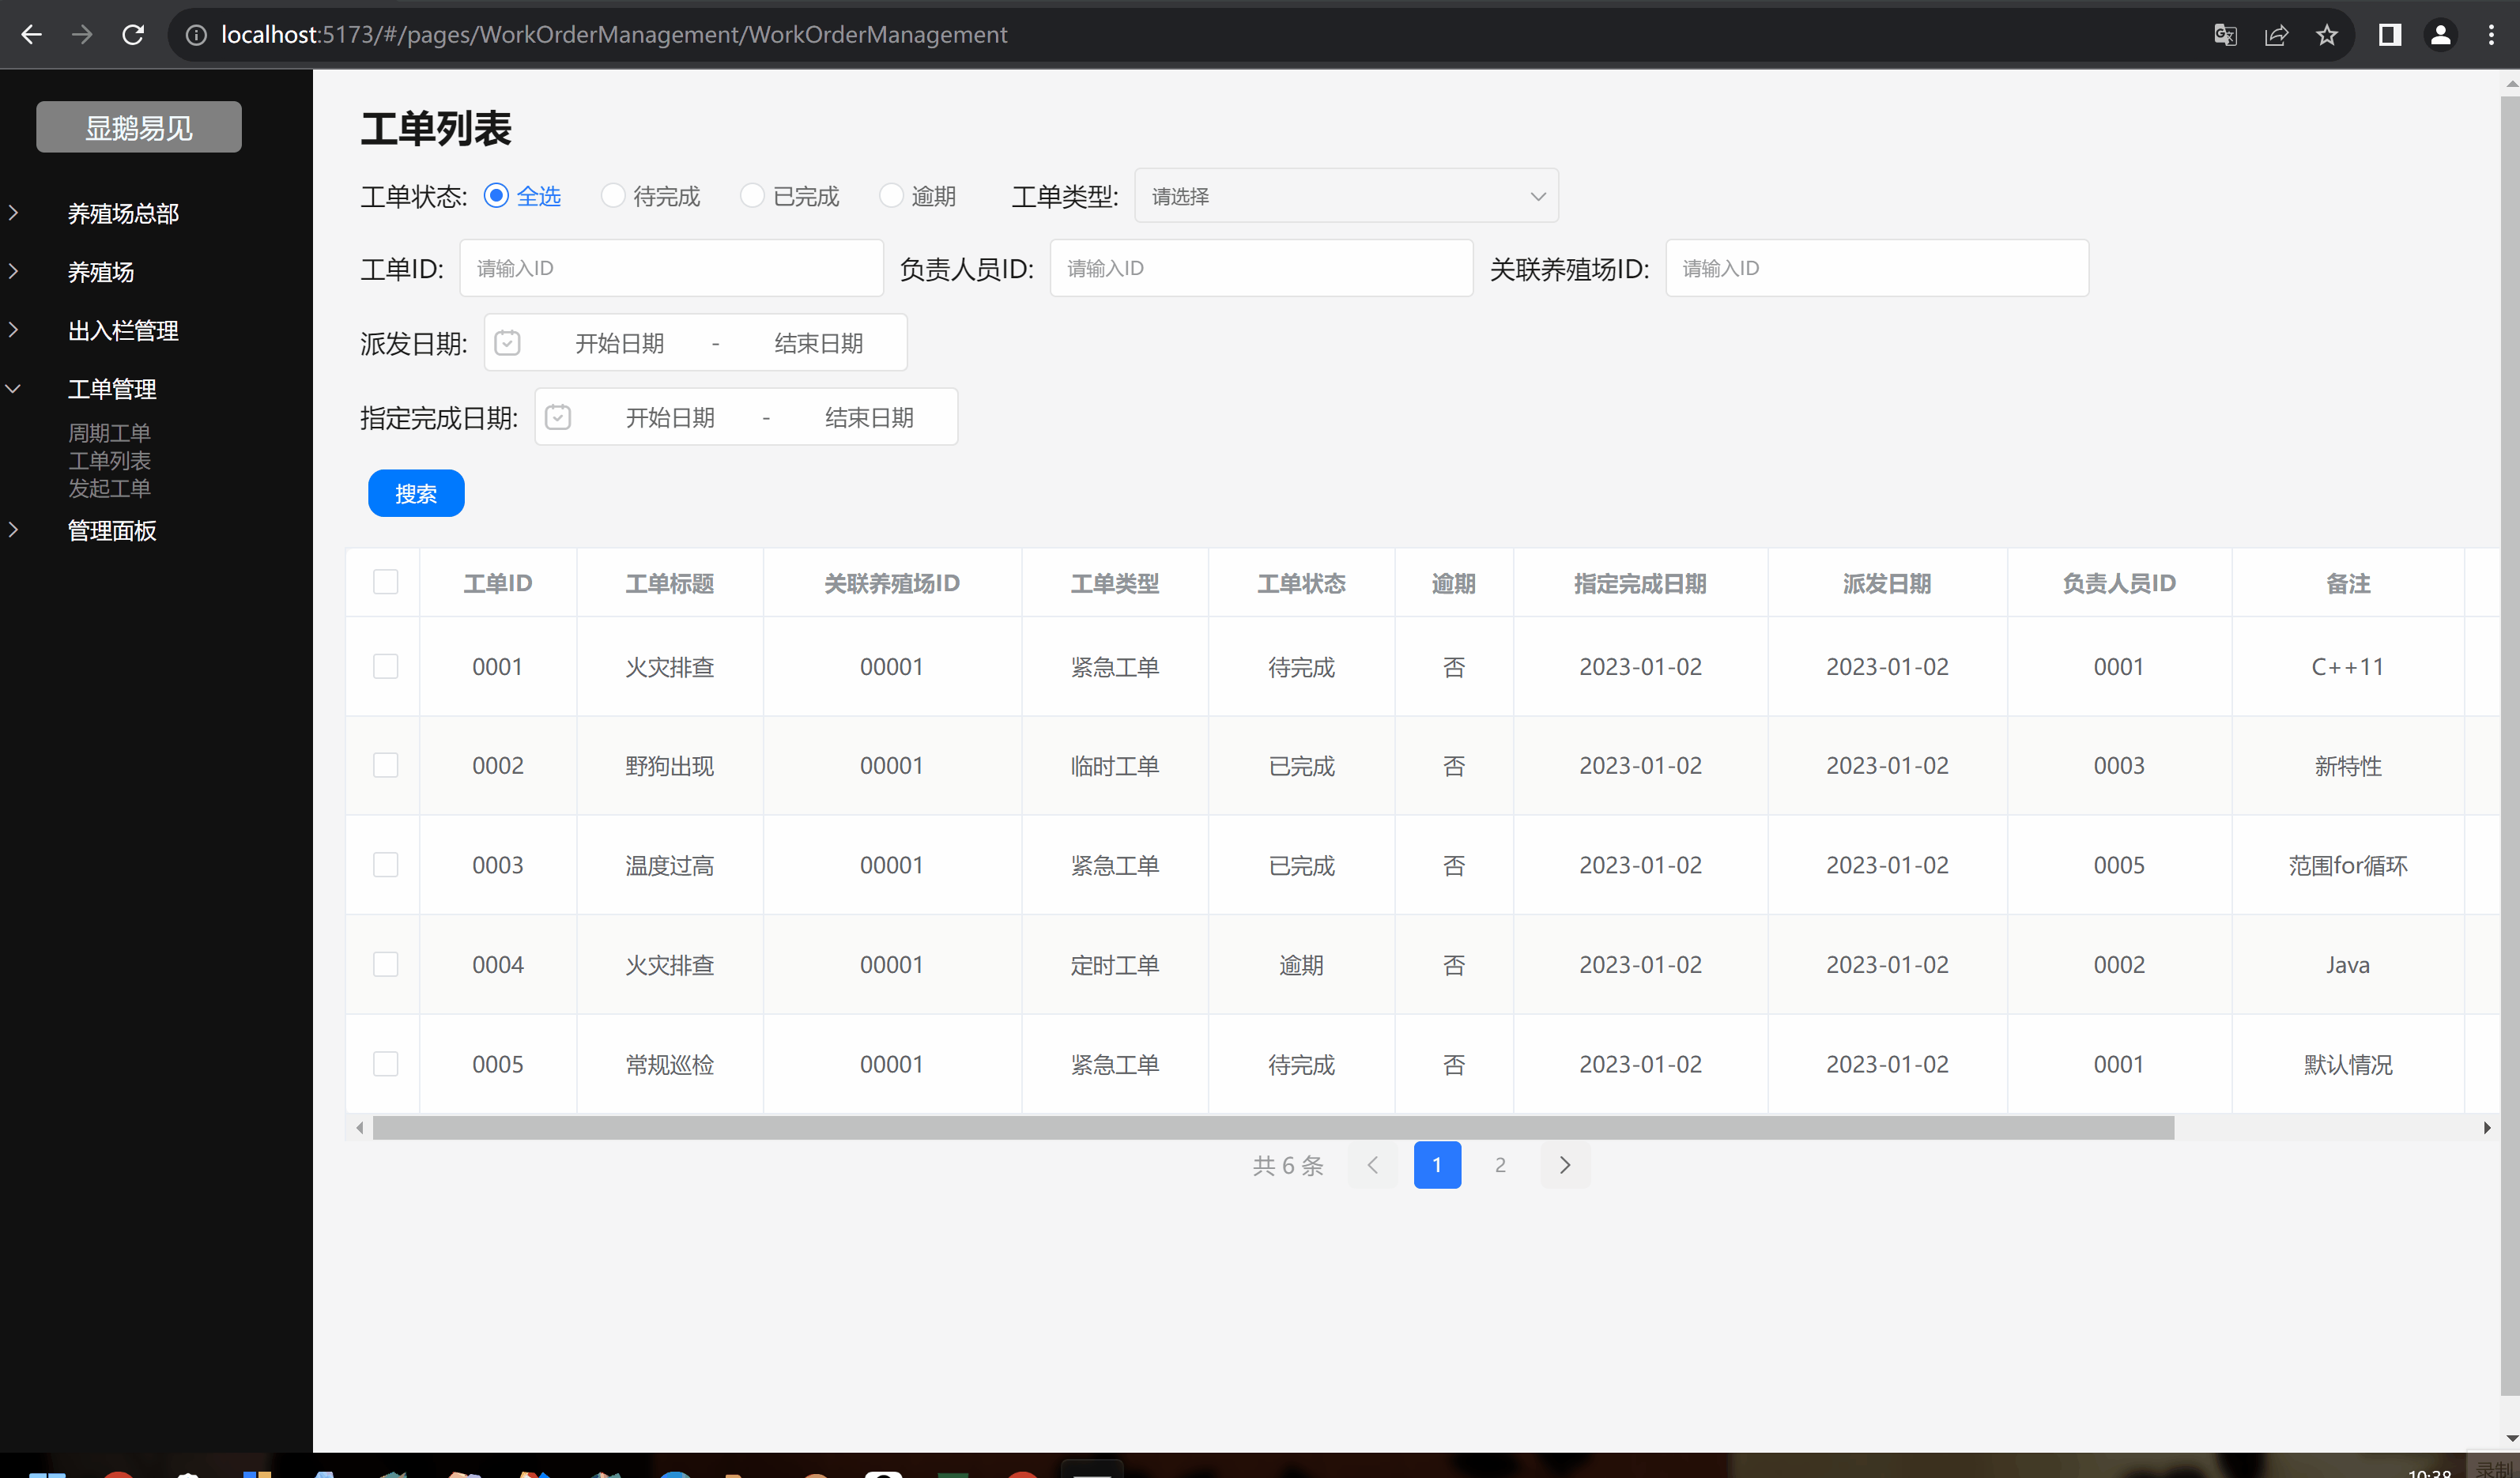 localhost:5173/#/pages/WorkOrderManagement/WorkOrderManagement
显鹅易见
养殖场总部
养殖场
出入栏管理
工单管理
周期工单
工单列表
发起工单
管理面板
工单列表
工单状态: 全选 待完成 已完成 逾期 工单类型: 请选择
工单ID: 请输入ID 负责人员ID: 请输入ID 关联养殖场ID: 请输入ID
派发日期: 开始日期 - 结束日期
指定完成日期: 开始日期 - 结束日期
搜索
工单ID 工单标题 关联养殖场ID 工单类型 工单状态 逾期 指定完成日期 派发日期 负责人员ID 备注
0001 火灾排查 00001 紧急工单 待完成 否 2023-01-02 2023-01-02 0001 C++11
0002 野狗出现 00001 临时工单 已完成 否 2023-01-02 2023-01-02 0003 新特性
0003 温度过高 00001 紧急工单 已完成 否 2023-01-02 2023-01-02 0005 范围for循环
0004 火灾排查 00001 定时工单 逾期 否 2023-01-02 2023-01-02 0002 Java
0005 常规巡检 00001 紧急工单 待完成 否 2023-01-02 2023-01-02 0001 默认情况
共 6 条 1 2
10:38
录制